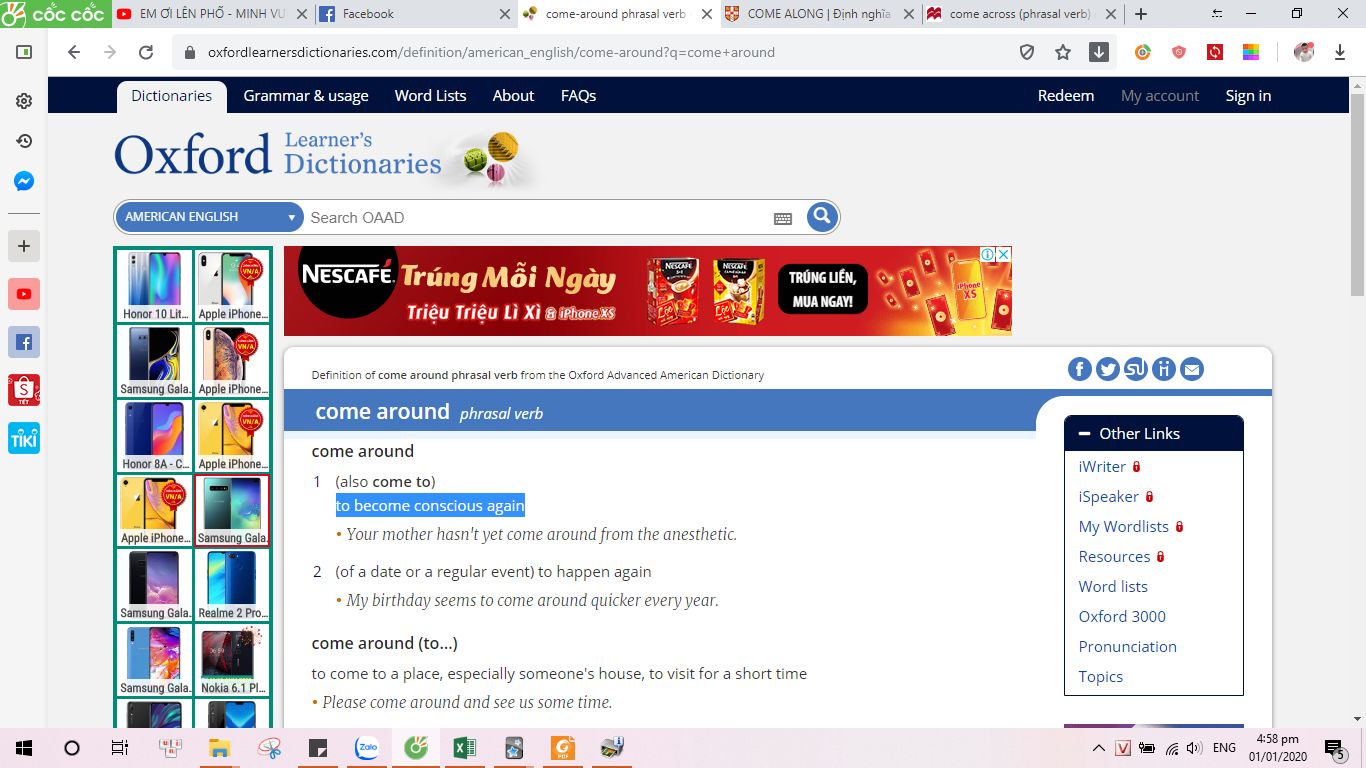 cốc cốc
EM ƠI LÊN PHỐ - MINH VƯ
Facebook
come-around phrasal verb
COME ALONG | Định nghĩa
come across (phrasal verb)
oxfordlearnersdictionaries.com/definition/american_english/come-around?q=come+around
Dictionaries
Grammar & usage
Word Lists
About
FAQs
Redeem
My account
Sign in
Oxford Learner's Dictionaries
AMERICAN ENGLISH
Search OAAD
NESCAFÉ.
Trúng Mỗi Ngày
Triệu Triệu Lì Xì & iPhone XS
TRÚNG LIỀN,
MUA NGAY!
iPhone XS
Honor 10 Lit...
Apple iPhone...
Samsung Gala...
Apple iPhone...
Honor 8A - C...
Apple iPhone...
Apple iPhone...
Samsung Gala...
Samsung Gala...
Realme 2 Pro...
Samsung Gala...
Nokia 6.1 Pl...
Definition of come around phrasal verb from the Oxford Advanced American Dictionary
come around phrasal verb
come around
1 (also come to)
to become conscious again
• Your mother hasn't yet come around from the anesthetic.
2 (of a date or a regular event) to happen again
• My birthday seems to come around quicker every year.
come around (to…)
to come to a place, especially someone's house, to visit for a short time
• Please come around and see us some time.
Other Links
iWriter
iSpeaker
My Wordlists
Resources
Word lists
Oxford 3000
Pronunciation
Topics
TẾT
TIKI
Zalo
ENG
4:58 pm
01/01/2020
5